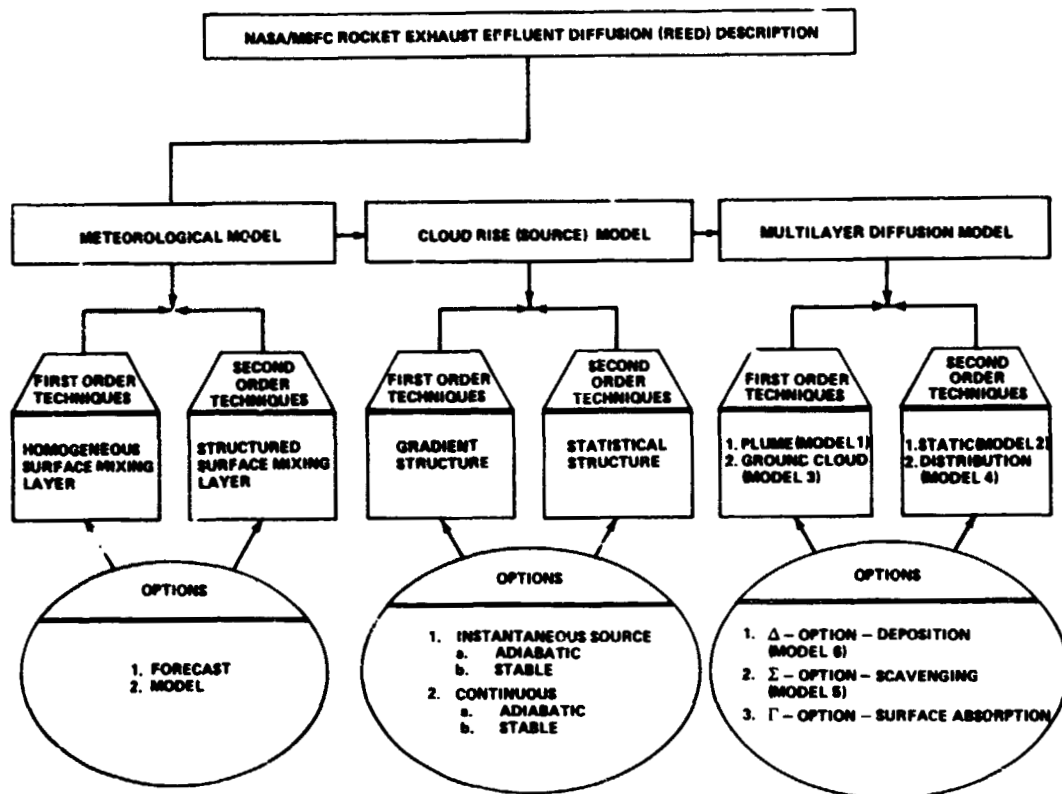 NASA/MSFC ROCKET EXHAUST EFFLUENT DIFFUSION (REED) DESCRIPTION
METEOROLOGICAL MODEL
CLOUD RISE (SOURCE) MODEL
MULTILAYER DIFFUSION MODEL
FIRST ORDER
TECHNIQUES
HOMOGENEOUS
SURFACE MIXING
LAYER
SECOND
ORDER
TECHNIQUES
STRUCTURED
SURFACE MIXING
LAYER
FIRST ORDER
TECHNIQUES
GRADIENT
STRUCTURE
SECOND
ORDER
TECHNIQUES
STATISTICAL
STRUCTURE
FIRST ORDER
TECHNIQUES
1. PLUME (MODEL 1)
2. GROUND CLOUD
(MODEL 3)
SECOND
ORDER
TECHNIQUES
1. STATIC (MODEL 2)
2. DISTRIBUTION
(MODEL 4)
OPTIONS
1. FORECAST
2. MODEL
OPTIONS
1. INSTANTANEOUS SOURCE
a. ADIABATIC
b. STABLE
2. CONTINUOUS
a. ADIABATIC
b. STABLE
OPTIONS
1. Δ – OPTION – DEPOSITION
(MODEL 6)
2. Σ – OPTION – SCAVENGING
(MODEL 5)
3. Γ – OPTION – SURFACE ABSORPTION